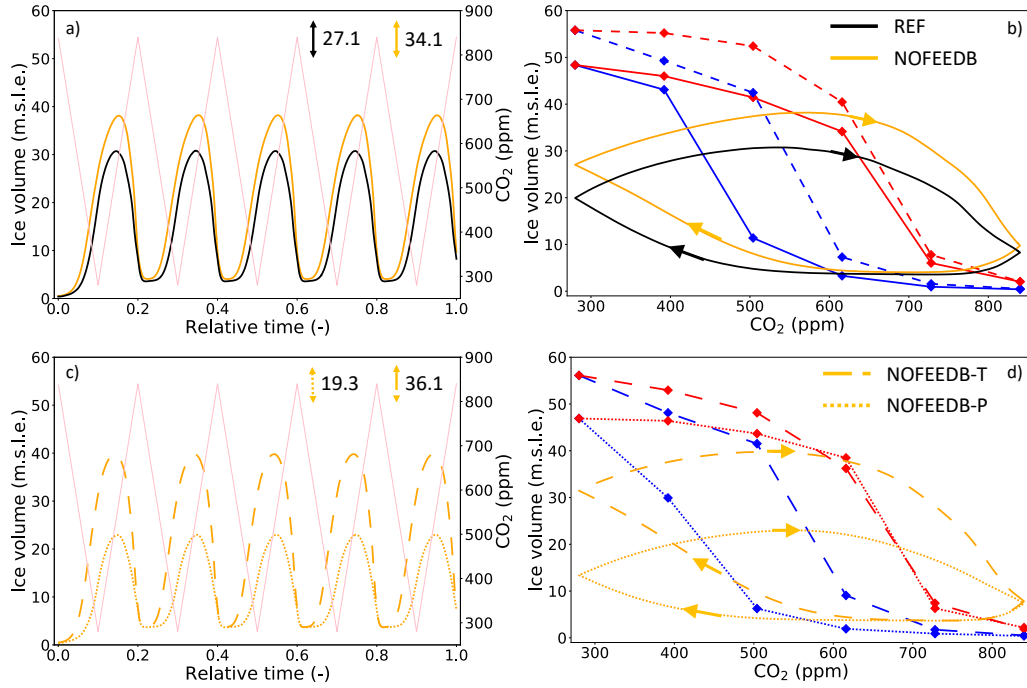 a)
27.1
34.1
Ice volume (m.s.l.e.)
60
50
40
30
20
10
0
CO2 (ppm)
900
800
700
600
500
400
300
0.0 0.2 0.4 0.6 0.8 1.0
Relative time (-)
b)
REF
NOFEEDB
Ice volume (m.s.l.e.)
60
50
40
30
20
10
0
300 400 500 600 700 800
CO₂ (ppm)
c)
19.3
36.1
Ice volume (m.s.l.e.)
60
50
40
30
20
10
0
CO₂ (ppm)
900
800
700
600
500
400
300
0.0 0.2 0.4 0.6 0.8 1.0
Relative time (-)
d)
NOFEEDB-T
NOFEEDB-P
Ice volume (m.s.l.e.)
60
50
40
30
20
10
0
300 400 500 600 700 800
CO₂ (ppm)